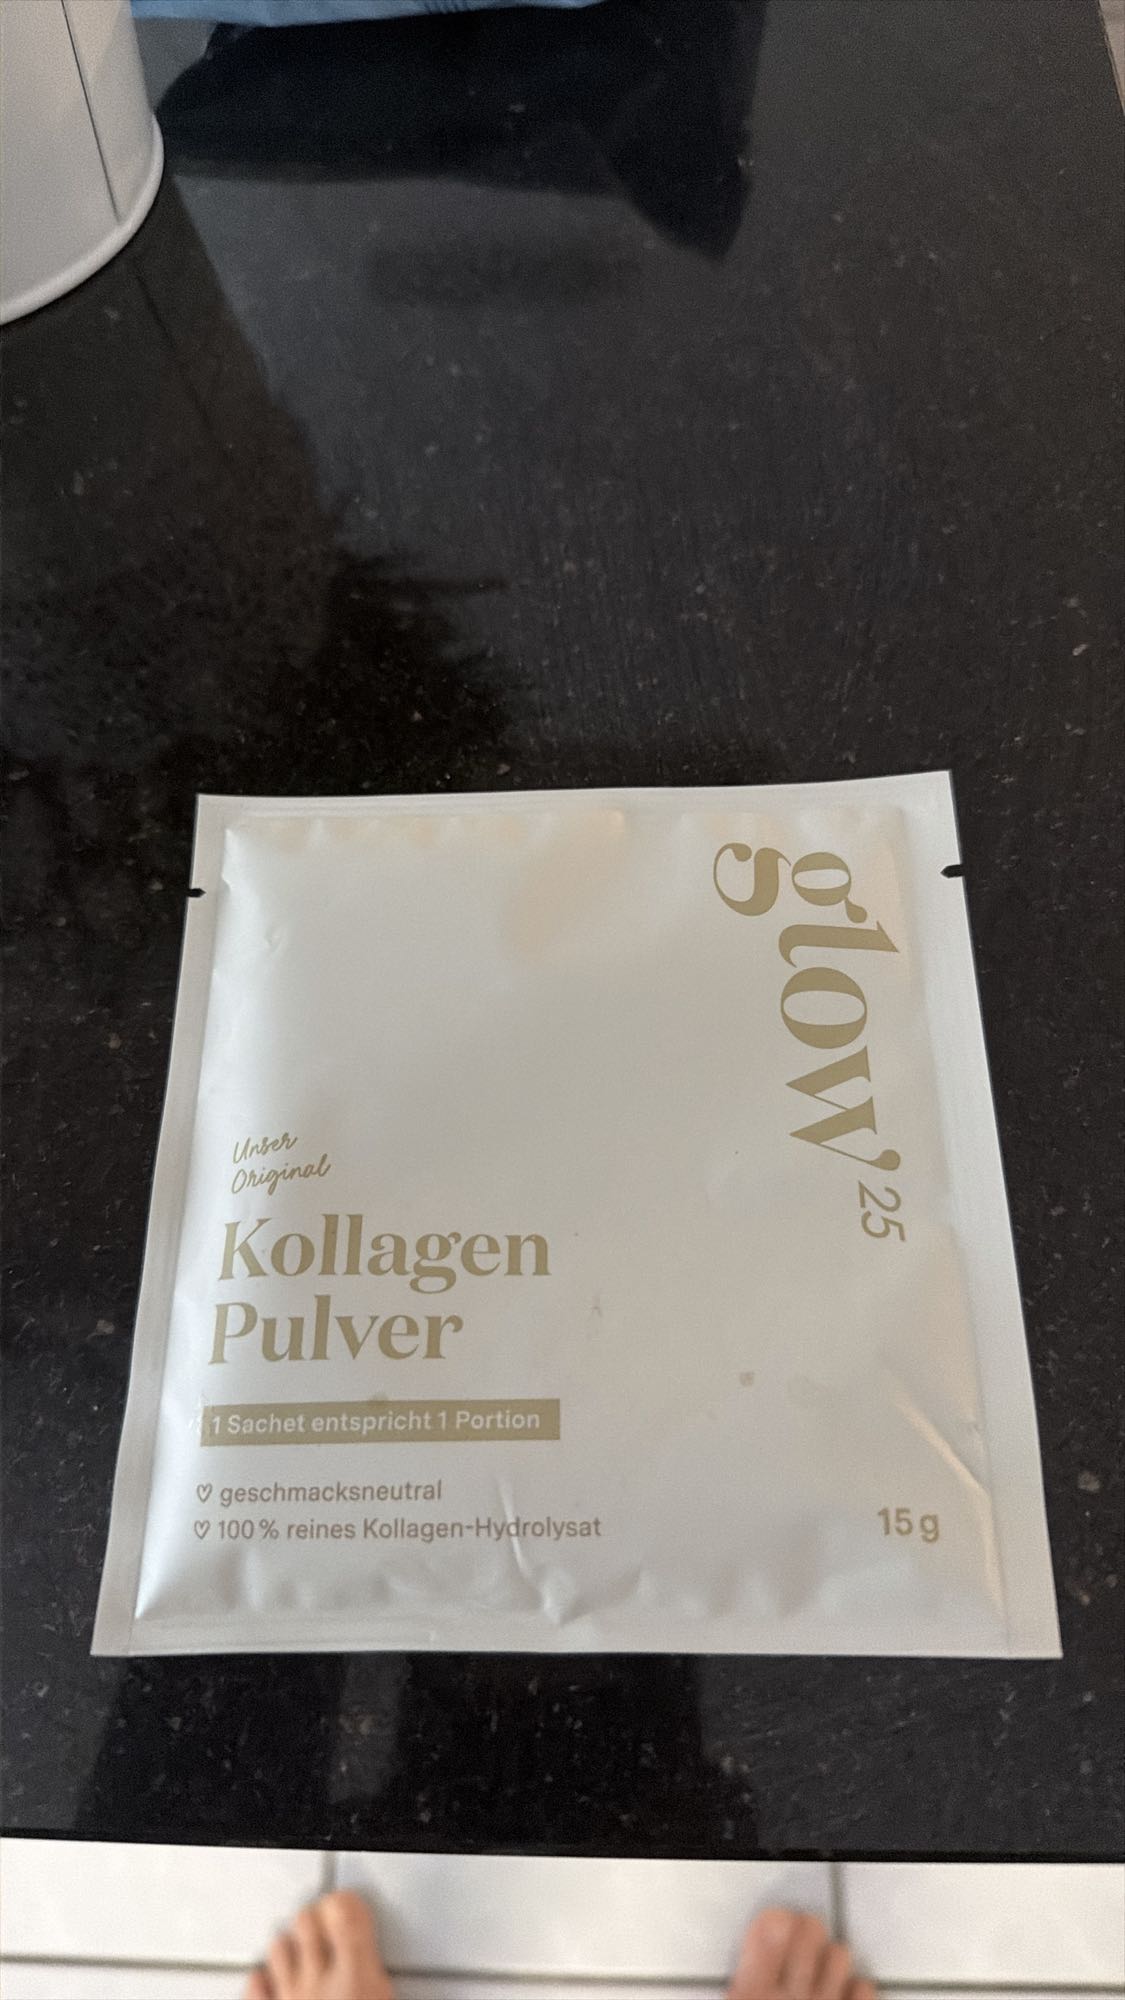 glow25
Unser
Original
Kollagen
Pulver
1 Sachet entspricht 1 Portion
♡ geschmacksneutral
♡ 100 % reines Kollagen-Hydrolysat
15 g